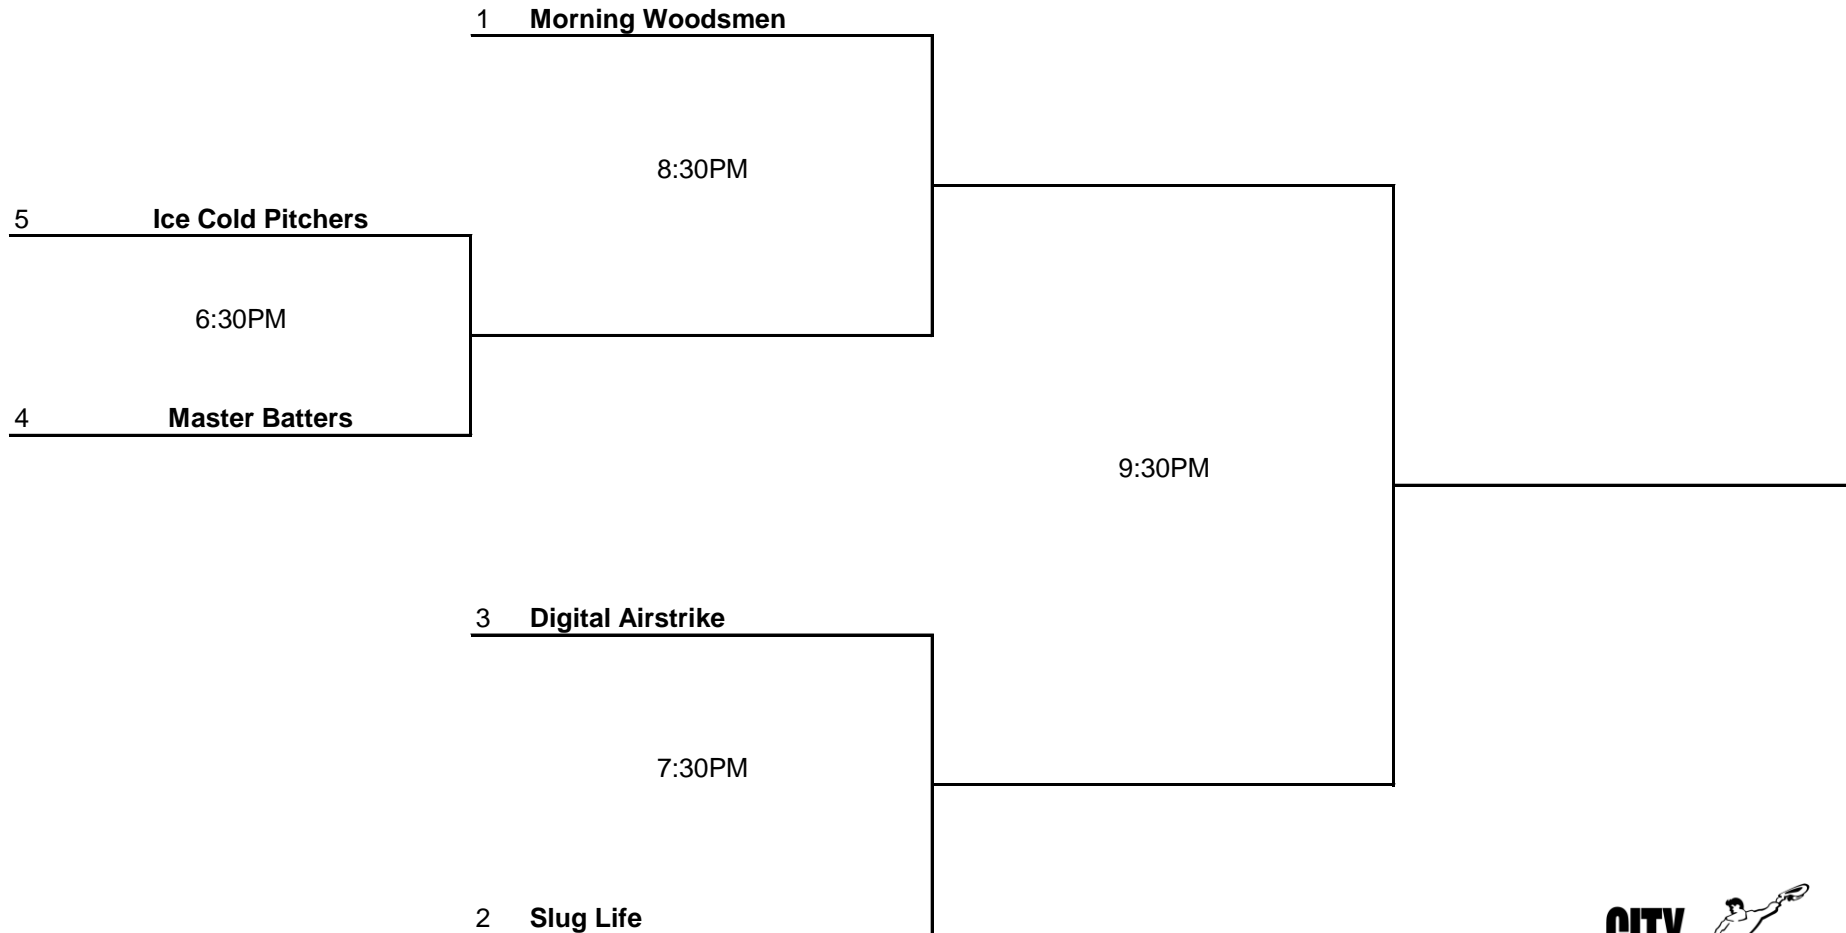 1 Morning Woodsmen
8:30PM
5 Ice Cold Pitchers
6:30PM
4 Master Batters
9:30PM
3 Digital Airstrike
7:30PM
2 Slug Life
CITY